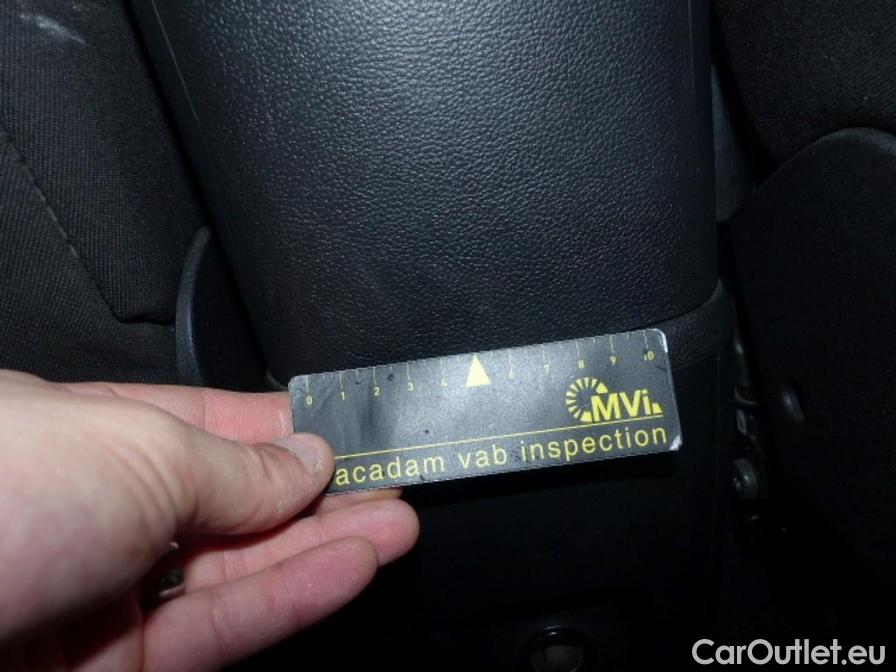 0 1 2 3 4 6 7 8 9 10
MVi.
acadam vab inspection
CarOutlet.eu